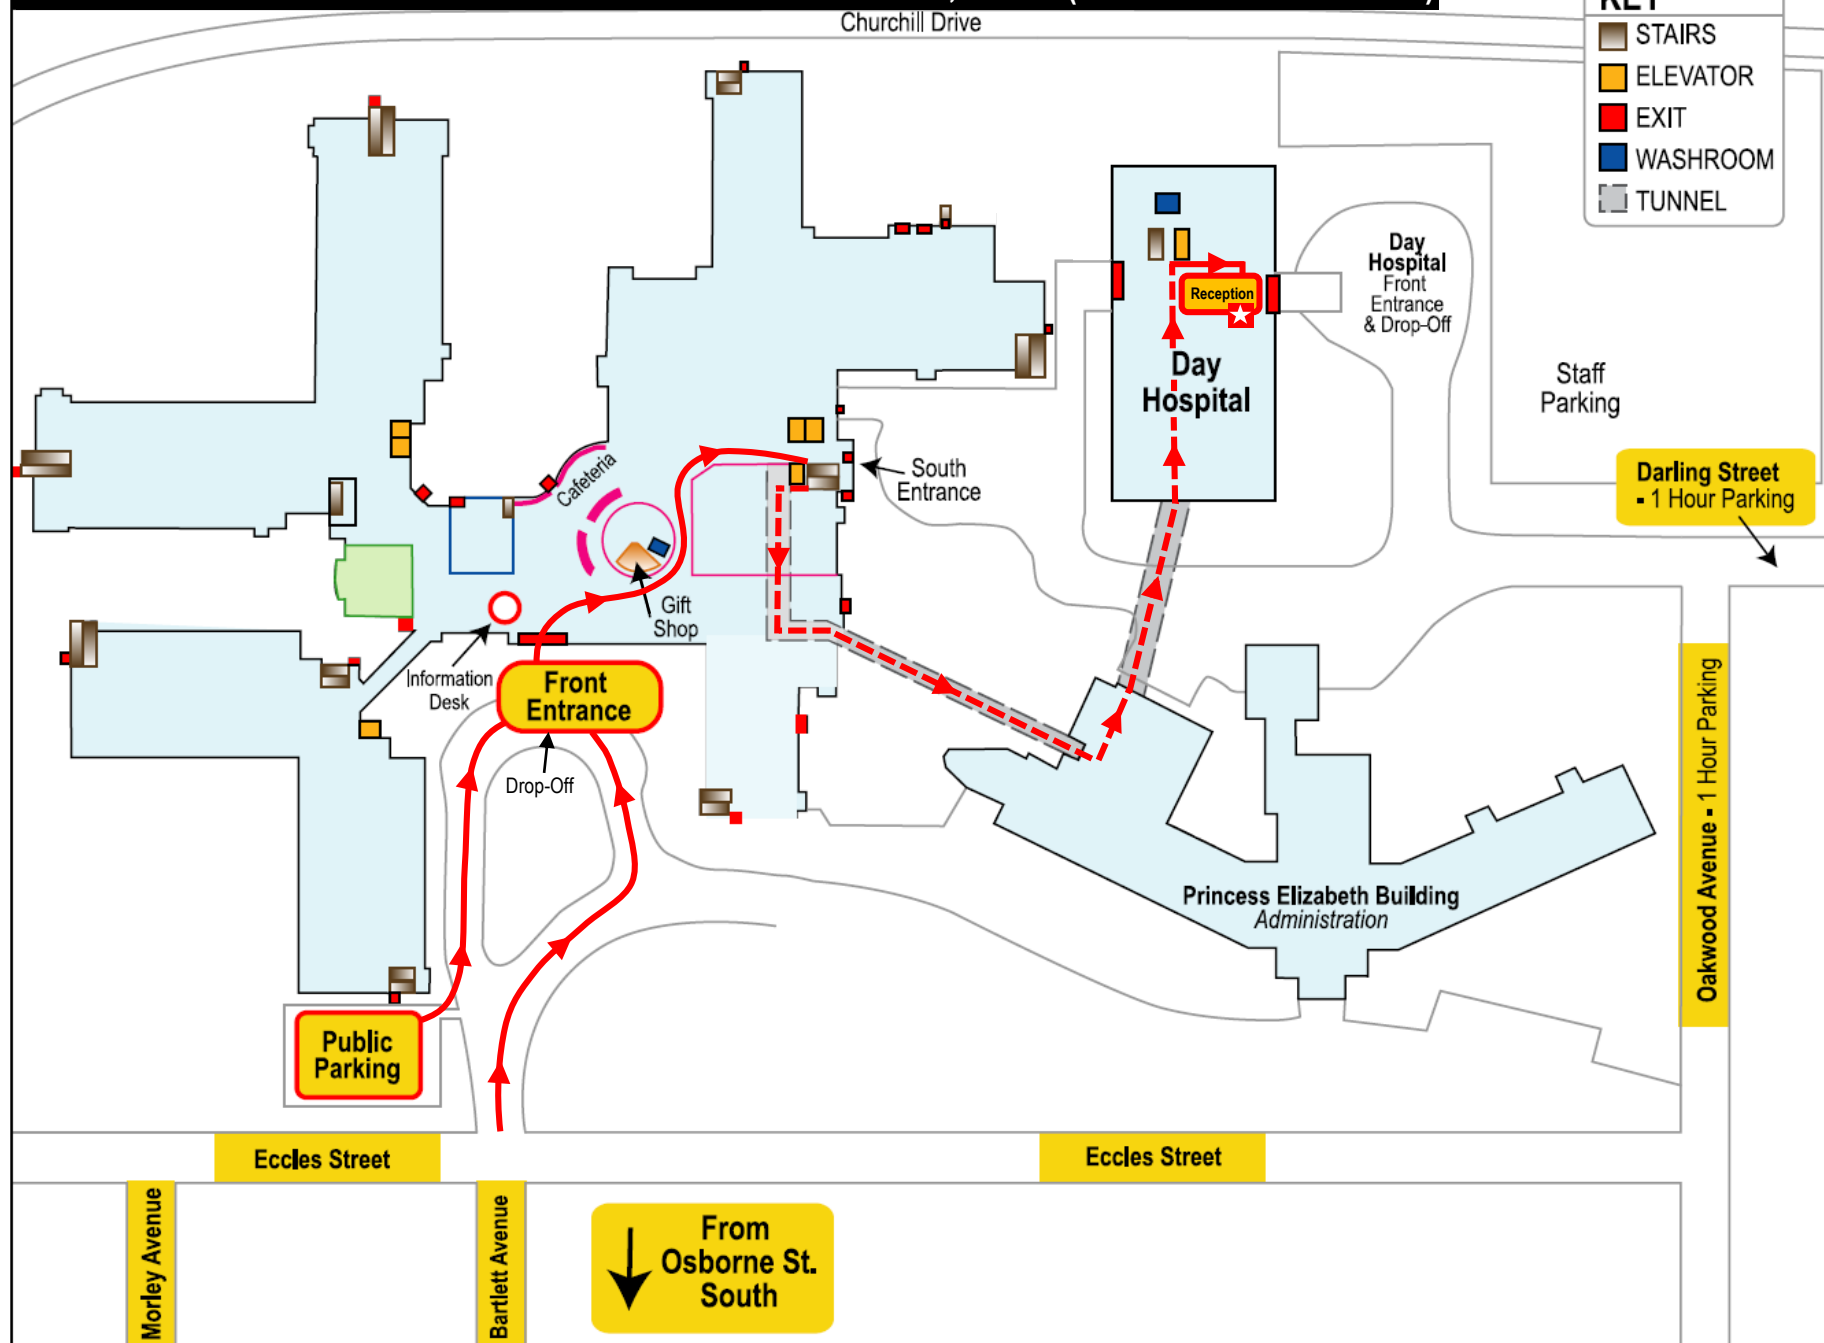 Churchill Drive
KEY
STAIRS
ELEVATOR
EXIT
WASHROOM
TUNNEL
Day
Hospital
Front
Entrance
& Drop-Off
Reception
Day
Hospital
Staff
Parking
Darling Street
- 1 Hour Parking
South
Entrance
Cafeteria
Gift
Shop
Information
Desk
Front
Entrance
Drop-Off
Oakwood Avenue - 1 Hour Parking
Princess Elizabeth Building
Administration
Public
Parking
Eccles Street
Eccles Street
Morley Avenue
Bartlett Avenue
From
Osborne St.
South